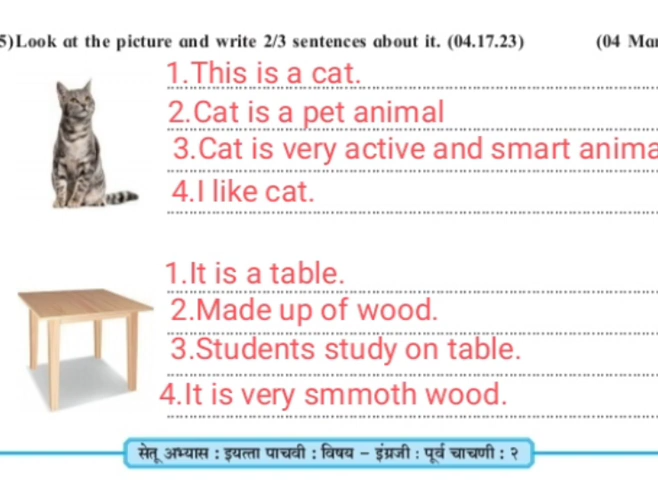 5)Look at the picture and write 2/3 sentences about it. (04.17.23) (04
1.This is a cat.
2.Cat is a pet animal
3.Cat is very active and smart anima
4.I like cat.
1.It is a table.
2.Made up of wood.
3.Students study on table.
4.It is very smmoth wood.
सेतू अभ्यास : इयत्ता पाचवी : विषय – इंग्रजी : पूर्व चाचणी : २